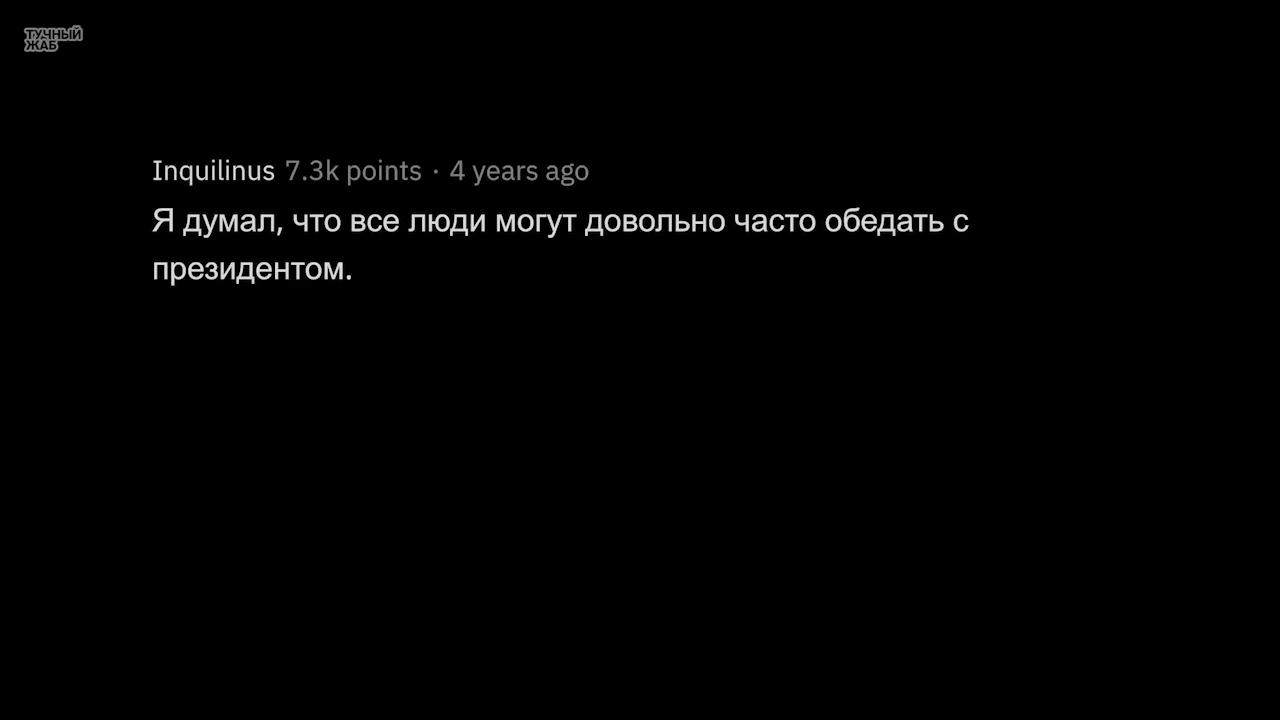 ТУЧНЫЙ
ЖАБ
Inquilinus 7.3k points · 4 years ago
Я думал, что все люди могут довольно часто обедать с
президентом.